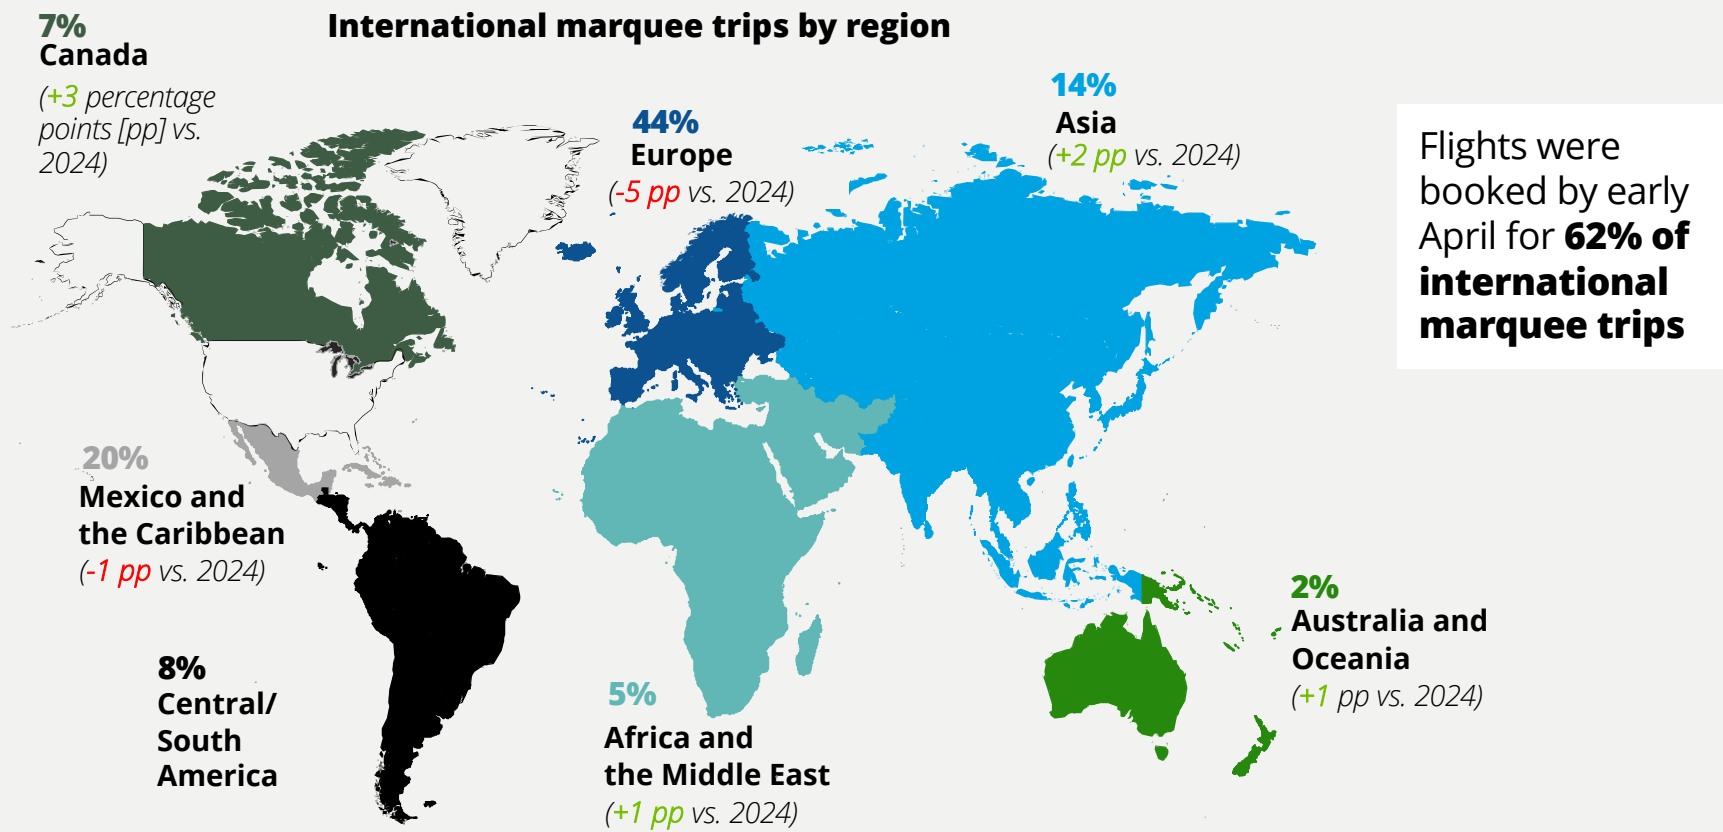 International marquee trips by region
7%
Canada
(+3 percentage
points [pp] vs.
2024)
44%
Europe
(-5 pp vs. 2024)
14%
Asia
(+2 pp vs. 2024)
Flights were
booked by early
April for 62% of
international
marquee trips
20%
Mexico and
the Caribbean
(-1 pp vs. 2024)
8%
Central/
South
America
5%
Africa and
the Middle East
(+1 pp vs. 2024)
2%
Australia and
Oceania
(+1 pp vs. 2024)